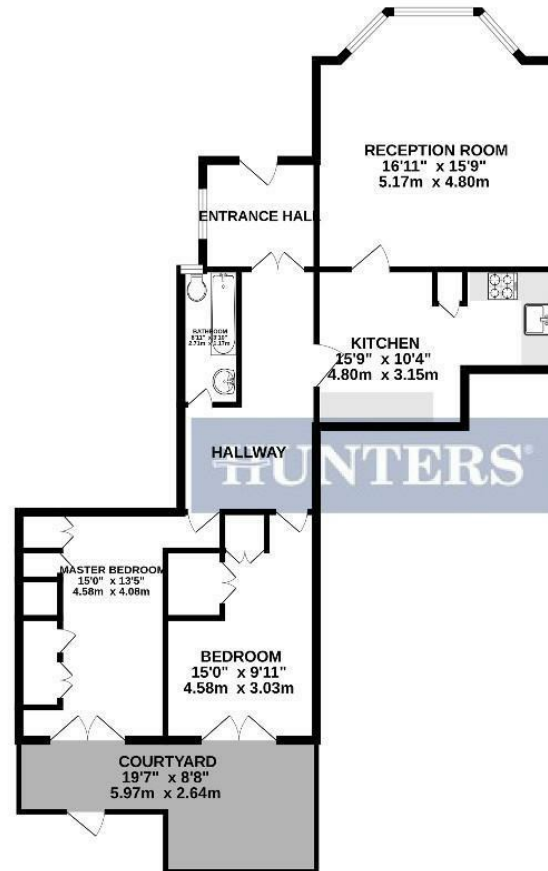 RECEPTION ROOM
16'11" x 15'9"
5.17m x 4.80m
ENTRANCE HALL
BATHROOM
KITCHEN
15'9" x 10'4"
4.80m x 3.15m
HALLWAY
HUNTERS®
MASTER BEDROOM
15'0" x 13'5"
4.58m x 4.08m
BEDROOM
15'0" x 9'11"
4.58m x 3.03m
COURTYARD
19'7" x 8'8"
5.97m x 2.64m